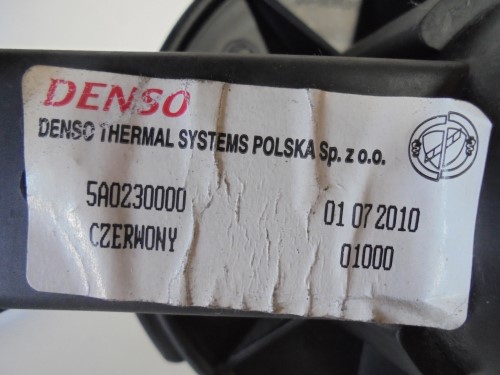 DENSO
DENSO THERMAL SYSTEMS POLSKA Sp. z o.o.
5A0230000 01 07 2010
CZERWONY 01000